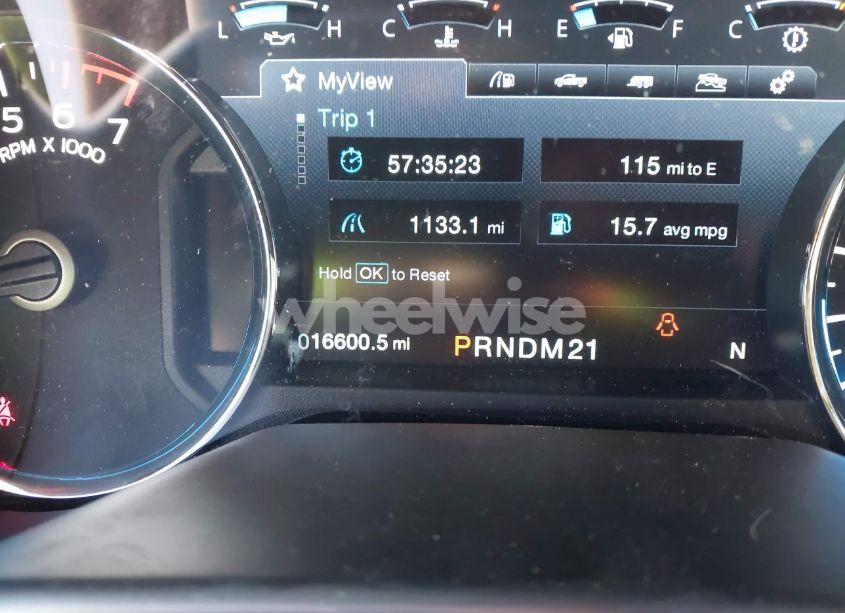 L H C H E F C
MyView
Trip 1
57:35:23 115 mi to E
1133.1 mi 15.7 avg mpg
Hold OK to Reset
wheelwise
016600.5 mi PRNDM21 N
5 6 7
RPM X 1000